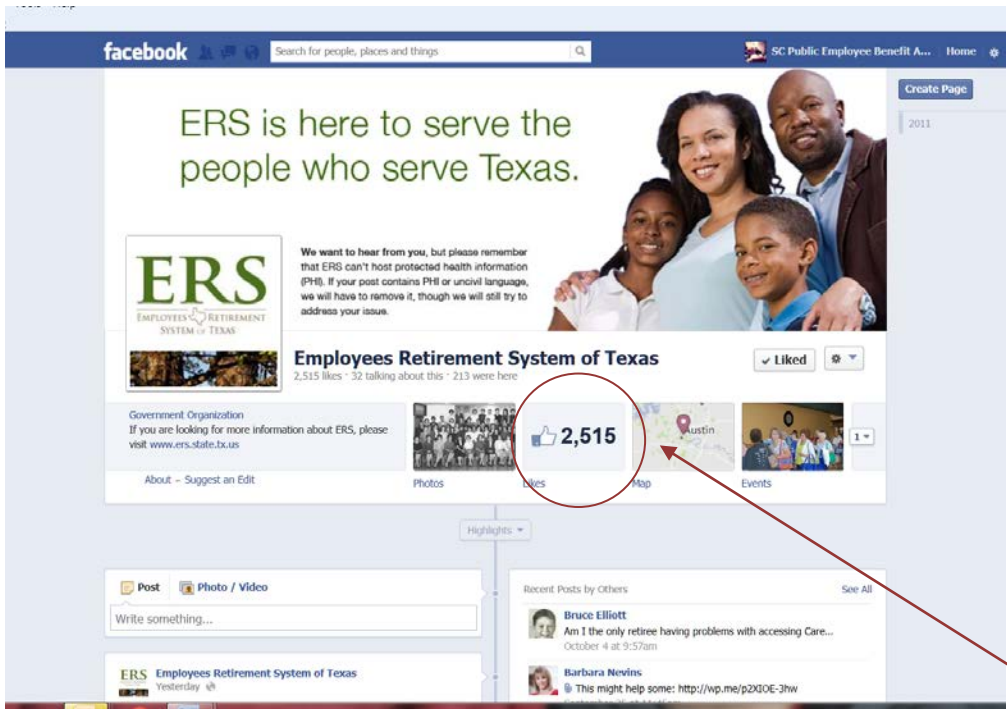 Tools Help
facebook
Search for people, places and things
SC Public Employee Benefit A...
Home
Create Page
2011
ERS is here to serve the
people who serve Texas.
We want to hear from you, but please remember
that ERS can't host protected health information
(PHI). If your post contains PHI or uncivil language,
we will have to remove it, though we will still try to
address your issue.
ERS
EMPLOYEES RETIREMENT
SYSTEM OF TEXAS
Employees Retirement System of Texas
2,515 likes · 32 talking about this · 213 were here
Liked
Government Organization
If you are looking for more information about ERS, please
visit www.ers.state.tx.us
About – Suggest an Edit
2,515
Austin
1
Photos
Likes
Map
Events
Highlights
Post
Photo / Video
Write something...
ERS
Employees Retirement System of Texas
Yesterday
Recent Posts by Others
See All
Bruce Elliott
Am I the only retiree having problems with accessing Care...
October 4 at 9:57am
Barbara Nevins
This might help some: http://wp.me/p2XIOE-3hw